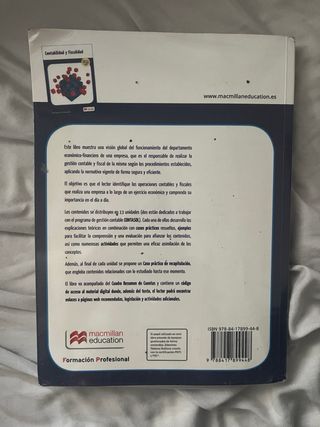 Contabilidad y Fiscalidad
www.macmillaneducation.es
Este libro muestra una visión global del funcionamiento del departamento
económico-financiero de una empresa, que es el responsable de realizar la
gestión contable y fiscal de la misma según los procedimientos establecidos,
aplicando la normativa vigente de forma segura y eficiente.
El objetivo es que el lector identifique las operaciones contables y fiscales
que realiza una empresa a lo largo de un ejercicio económico y comprenda su
importancia en el día a día.
Los contenidos se distribuyen en 13 unidades (dos están dedicadas a trabajar
con el programa de gestión contable CONTASOL). Cada una de ellas desarrolla las
explicaciones teóricas en combinación con casos prácticos resueltos, ejemplos
para facilitar la comprensión y una evaluación para afianzar los contenidos,
así como numerosas actividades que permiten una eficaz asimilación de los
conceptos.
Además, al final de cada unidad se propone un Caso práctico de recapitulación,
que engloba contenidos relacionados con el estudiado hasta ese momento.
El libro va acompañado del Cuadro Resumen de Cuentas y contiene un código
de acceso al material digital donde, además del texto, el lector podrá encontrar
enlaces a páginas web recomendadas, legislación y actividades adicionales.
macmillan
education
Formación Profesional
ISBN 978-84-17899-44-8
9 788417 899448